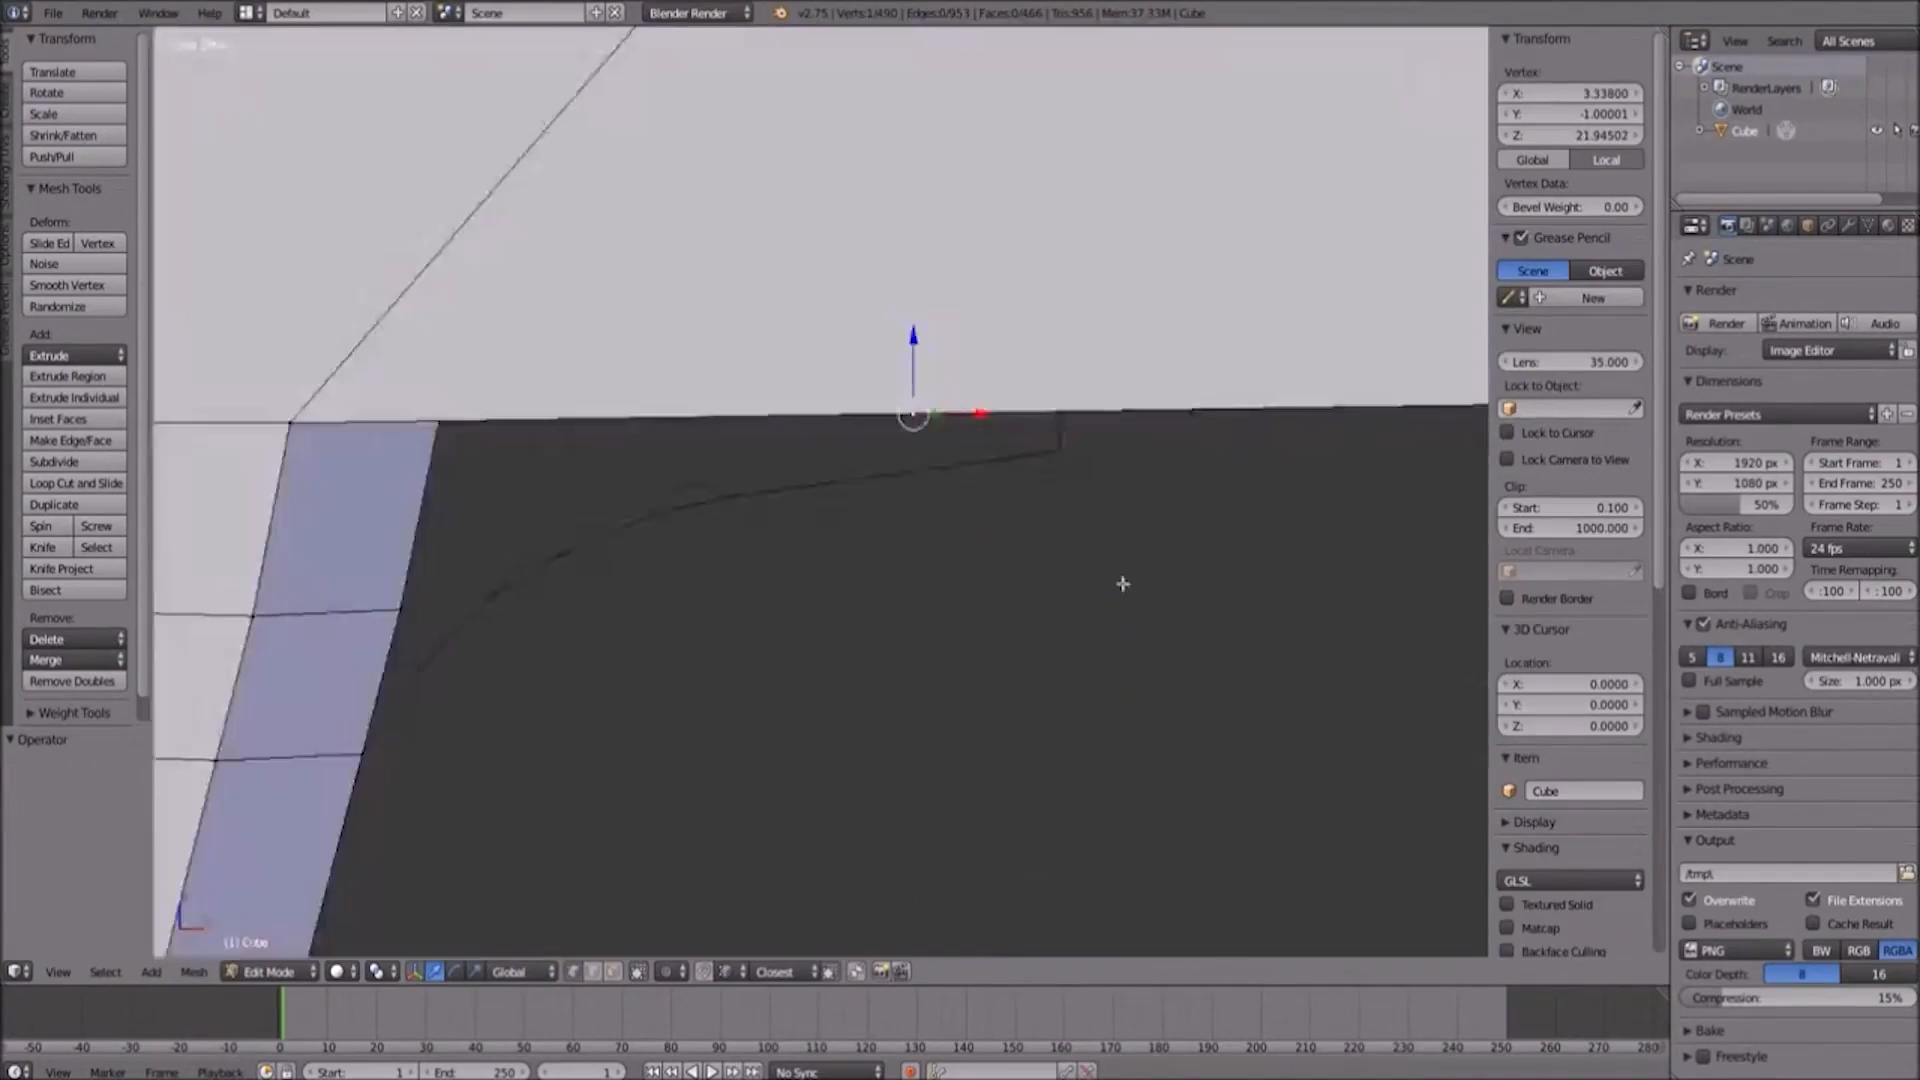 File Render Window Help Default Scene Blender Render v2.75 | Verts:1/490 | Edges:0/953 | Faces:0/466 | Tris:956 | Mem:37.33M | Cube
Transform
Translate
Rotate
Scale
Shrink/Fatten
Push/Pull
Mesh Tools
Deform:
Slide Ed Vertex
Noise
Smooth Vertex
Randomize
Add:
Extrude
Extrude Region
Extrude Individual
Inset Faces
Make Edge/Face
Subdivide
Loop Cut and Slide
Duplicate
Spin Screw
Knife Select
Knife Project
Bisect
Remove:
Delete
Merge
Remove Doubles
Weight Tools
Operator
(1) Cube
Transform
Vertex:
X: 3.33800
Y: -1.00001
Z: 21.94502
Global Local
Vertex Data:
Bevel Weight: 0.00
Grease Pencil
Scene Object
New
View
Lens: 35.000
Lock to Object:
Lock to Cursor
Lock Camera to View
Clip:
Start: 0.100
End: 1000.000
Local Camera
Render Border
3D Cursor
Location:
X: 0.0000
Y: 0.0000
Z: 0.0000
Item
Cube
Display
Shading
GLSL
Textured Solid
Matcap
Backface Culling
View Search All Scenes
Scene
RenderLayers
World
Cube
Scene
Render
Render Animation Audio
Display: Image Editor
Dimensions
Render Presets
Resolution: Frame Range:
X: 1920 px Start Frame: 1
Y: 1080 px End Frame: 250
50% Frame Step: 1
Aspect Ratio: Frame Rate:
X: 1.000 24 fps
Y: 1.000 Time Remapping:
Bord Crop :100 :100
Anti-Aliasing
5 8 11 16 Mitchell-Netravali
Full Sample Size: 1.000 px
Sampled Motion Blur
Shading
Performance
Post Processing
Metadata
Output
/tmp\
Overwrite File Extensions
Placeholders Cache Result
PNG BW RGB RGBA
Color Depth: 8 16
Compression: 15%
Bake
Freestyle
View Select Add Mesh Edit Mode Global Closest
-50 -40 -30 -20 -10 0 10 20 30 40 50 60 70 80 90 100 110 120 130 140 150 160 170 180 190 200 210 220 230 240 250 260 270 280
View Marker Frame Playback Start: 1 End: 250 1 No Sync